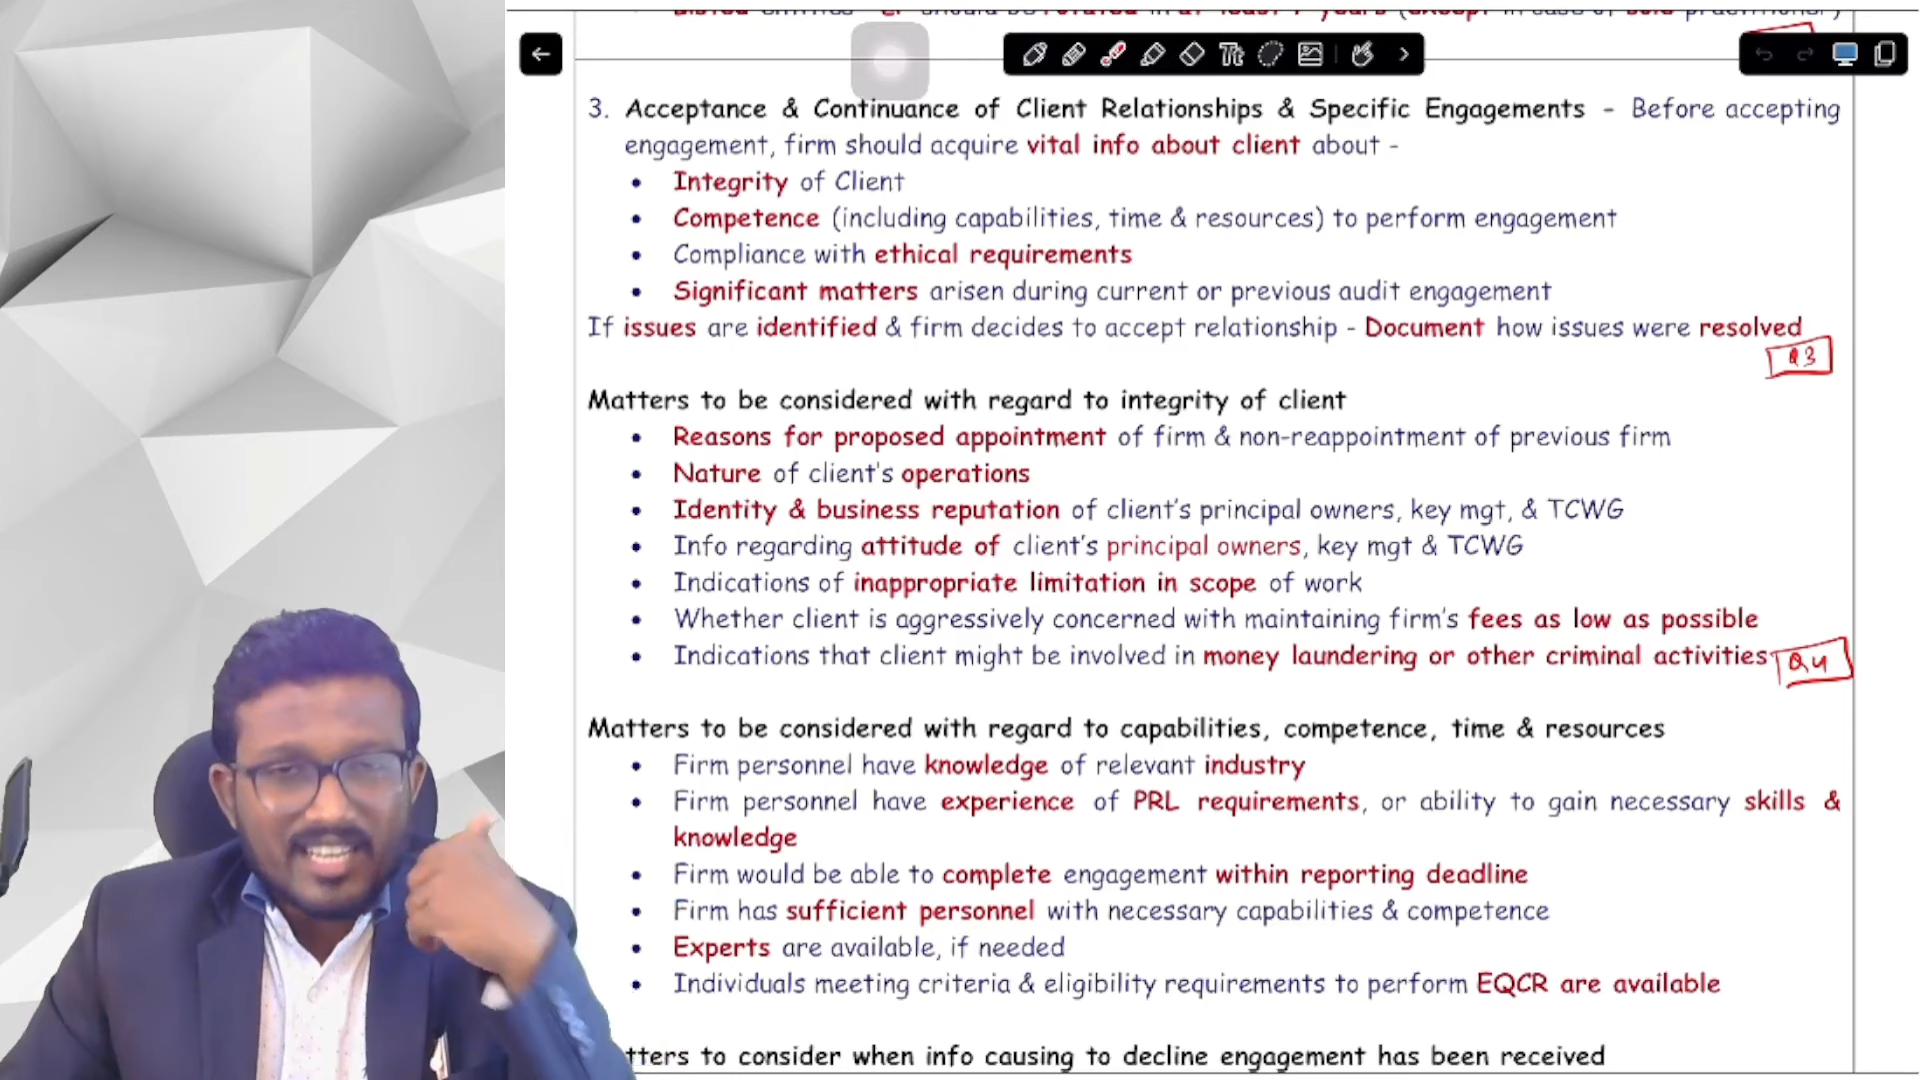 3. Acceptance & Continuance of Client Relationships & Specific Engagements - Before accepting
engagement, firm should acquire vital info about client about -
• Integrity of Client
• Competence (including capabilities, time & resources) to perform engagement
• Compliance with ethical requirements
• Significant matters arisen during current or previous audit engagement
If issues are identified & firm decides to accept relationship - Document how issues were resolved
Q3
Matters to be considered with regard to integrity of client
• Reasons for proposed appointment of firm & non-reappointment of previous firm
• Nature of client's operations
• Identity & business reputation of client's principal owners, key mgt, & TCWG
• Info regarding attitude of client's principal owners, key mgt & TCWG
• Indications of inappropriate limitation in scope of work
• Whether client is aggressively concerned with maintaining firm's fees as low as possible
• Indications that client might be involved in money laundering or other criminal activities
Q4
Matters to be considered with regard to capabilities, competence, time & resources
• Firm personnel have knowledge of relevant industry
• Firm personnel have experience of PRL requirements, or ability to gain necessary skills &
knowledge
• Firm would be able to complete engagement within reporting deadline
• Firm has sufficient personnel with necessary capabilities & competence
• Experts are available, if needed
• Individuals meeting criteria & eligibility requirements to perform EQCR are available
tters to consider when info causing to decline engagement has been received